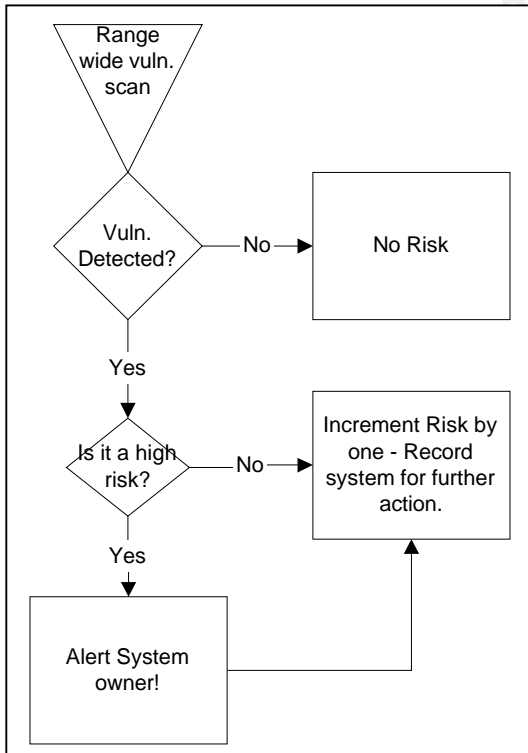 Range
wide vuln.
scan
Vuln.
Detected?
No
No Risk
Yes
Is it a high
risk?
No
Increment Risk by
one - Record
system for further
action.
Yes
Alert System
owner!